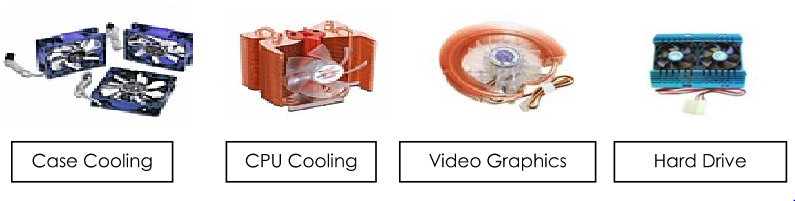 Case Cooling
CPU Cooling
Video Graphics
Hard Drive